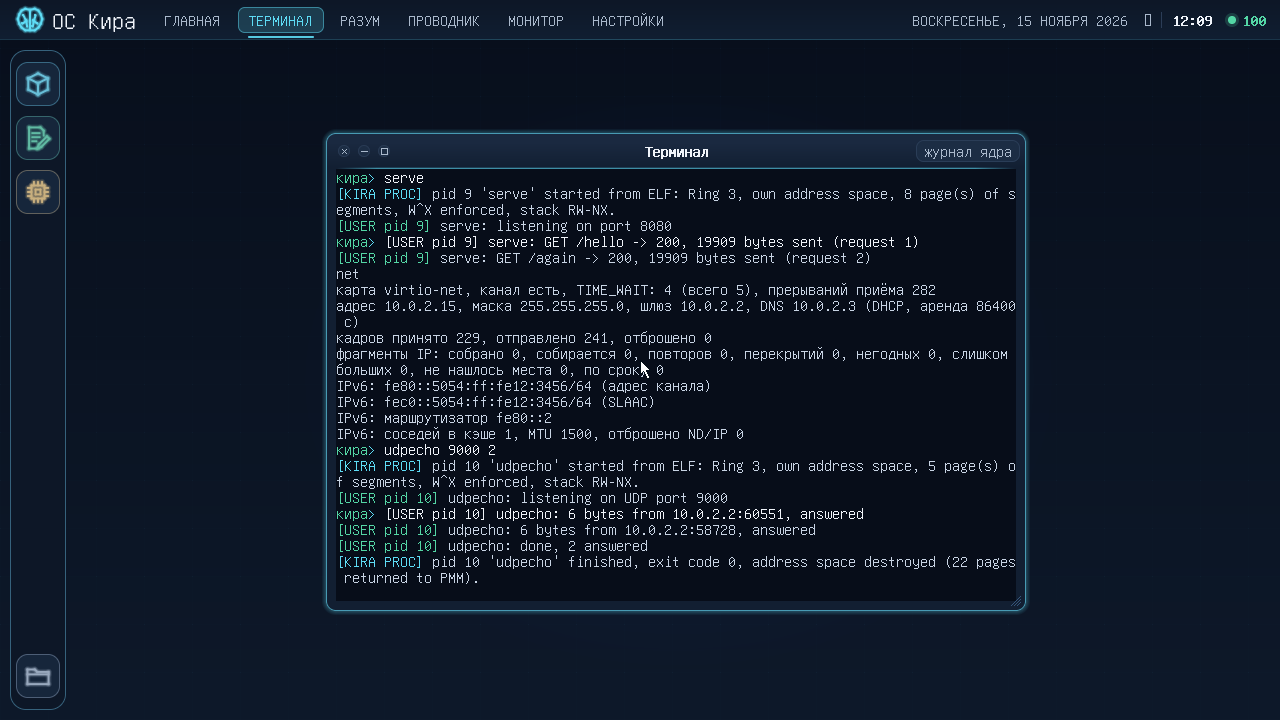 ОС Кира
ГЛАВНАЯ ТЕРМИНАЛ РАЗУМ ПРОВОДНИК МОНИТОР НАСТРОЙКИ ВОСКРЕСЕНЬЕ, 15 НОЯБРЯ 2026 12:09 100
Терминал
журнал ядра
кира> serve
[KIRA PROC] pid 9 'serve' started from ELF: Ring 3, own address space, 8 page(s) of s
egments, W^X enforced, stack RW-NX.
[USER pid 9] serve: listening on port 8080
кира> [USER pid 9] serve: GET /hello -> 200, 19909 bytes sent (request 1)
[USER pid 9] serve: GET /again -> 200, 19909 bytes sent (request 2)
net
карта virtio-net, канал есть, TIME_WAIT: 4 (всего 5), прерываний приёма 282
адрес 10.0.2.15, маска 255.255.255.0, шлюз 10.0.2.2, DNS 10.0.2.3 (DHCP, аренда 86400
с)
кадров принято 229, отправлено 241, отброшено 0
фрагменты IP: собрано 0, собирается 0, повторов 0, перекрытий 0, негодных 0, слишком
больших 0, не нашлось места 0, по сроку 0
IPv6: fe80::5054:ff:fe12:3456/64 (адрес канала)
IPv6: fec0::5054:ff:fe12:3456/64 (SLAAC)
IPv6: маршрутизатор fe80::2
IPv6: соседей в кэше 1, MTU 1500, отброшено ND/IP 0
кира> udpecho 9000 2
[KIRA PROC] pid 10 'udpecho' started from ELF: Ring 3, own address space, 5 page(s) o
f segments, W^X enforced, stack RW-NX.
[USER pid 10] udpecho: listening on UDP port 9000
кира> [USER pid 10] udpecho: 6 bytes from 10.0.2.2:60551, answered
[USER pid 10] udpecho: 6 bytes from 10.0.2.2:58728, answered
[USER pid 10] udpecho: done, 2 answered
[KIRA PROC] pid 10 'udpecho' finished, exit code 0, address space destroyed (22 pages
returned to PMM).